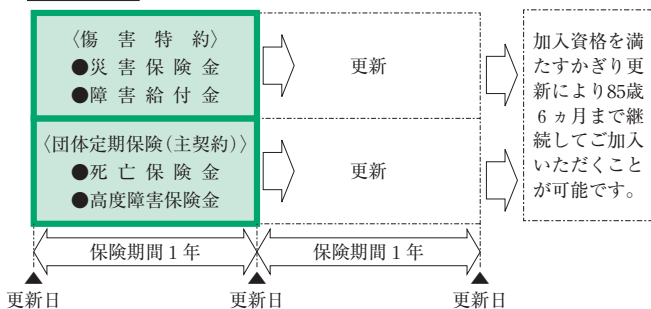 〈傷害特約〉
●災害保険金
●障害給付金
更新
〈団体定期保険(主契約)〉
●死亡保険金
●高度障害保険金
更新
加入資格を満
たすかぎり更
新により85歳
6ヵ月まで継
続してご加入
いただくこと
が可能です。
保険期間1年
保険期間1年
更新日
更新日
更新日